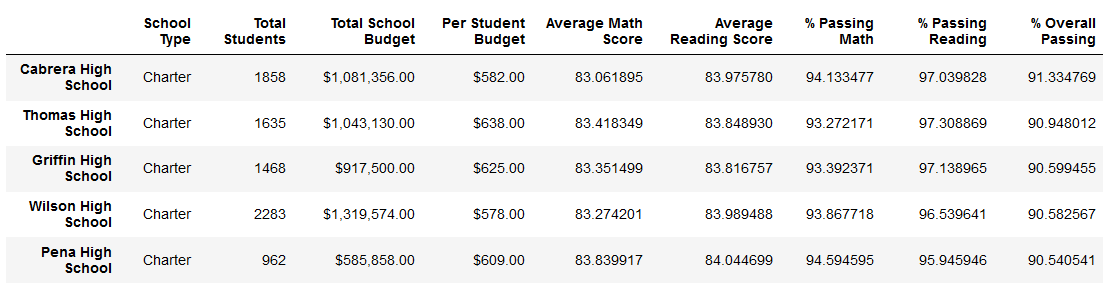 School Type Total Students Total School Budget Per Student Budget Average Math Score Average Reading Score % Passing Math % Passing Reading % Overall Passing
Cabrera High School Charter 1858 $1,081,356.00 $582.00 83.061895 83.975780 94.133477 97.039828 91.334769
Thomas High School Charter 1635 $1,043,130.00 $638.00 83.418349 83.848930 93.272171 97.308869 90.948012
Griffin High School Charter 1468 $917,500.00 $625.00 83.351499 83.816757 93.392371 97.138965 90.599455
Wilson High School Charter 2283 $1,319,574.00 $578.00 83.274201 83.989488 93.867718 96.539641 90.582567
Pena High School Charter 962 $585,858.00 $609.00 83.839917 84.044699 94.594595 95.945946 90.540541